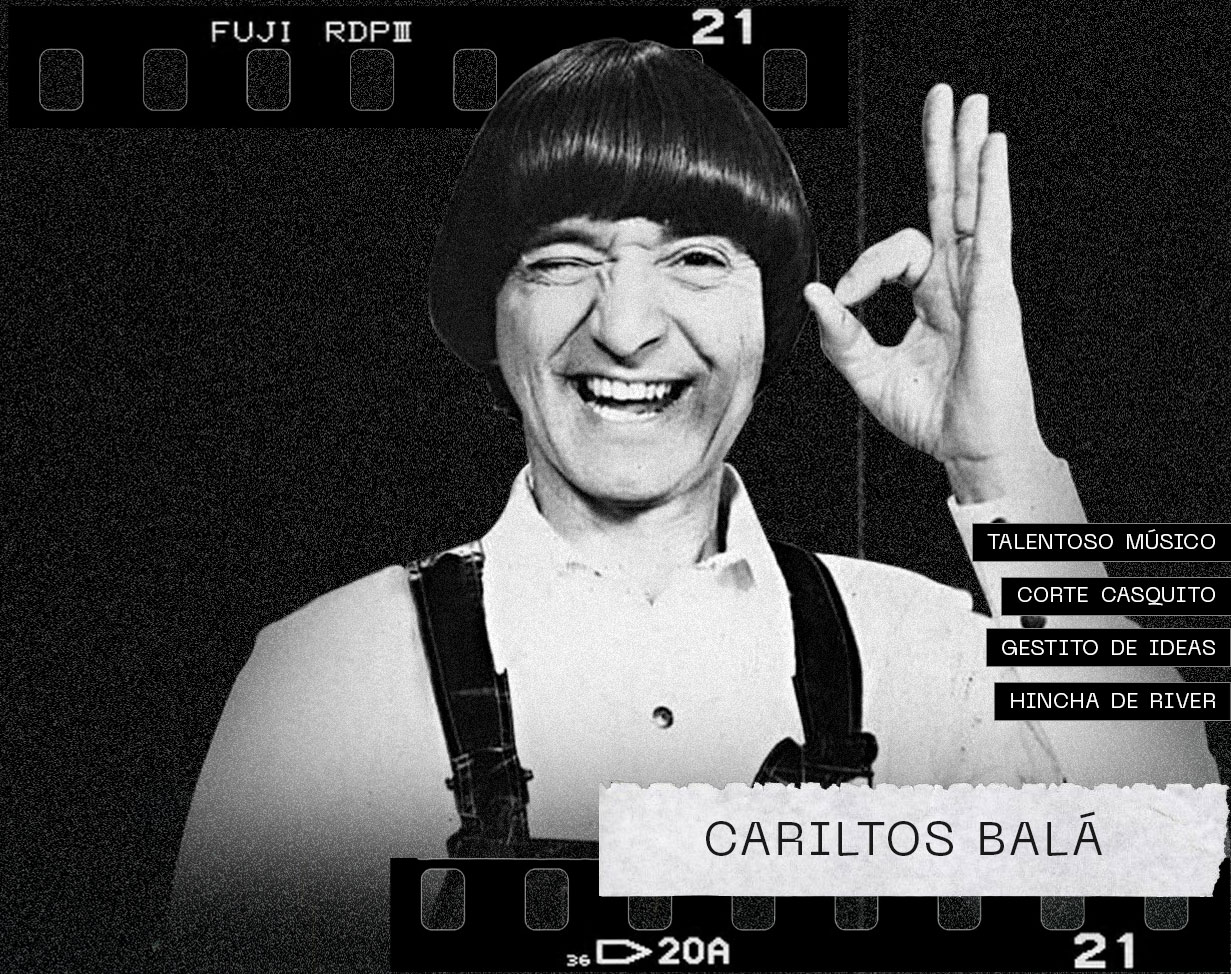 FUJI RDPIII
21
TALENTOSO MÚSICO
CORTE CASQUITO
GESTITO DE IDEAS
HINCHA DE RIVER
CARILTOS BALÁ
36 20A
21